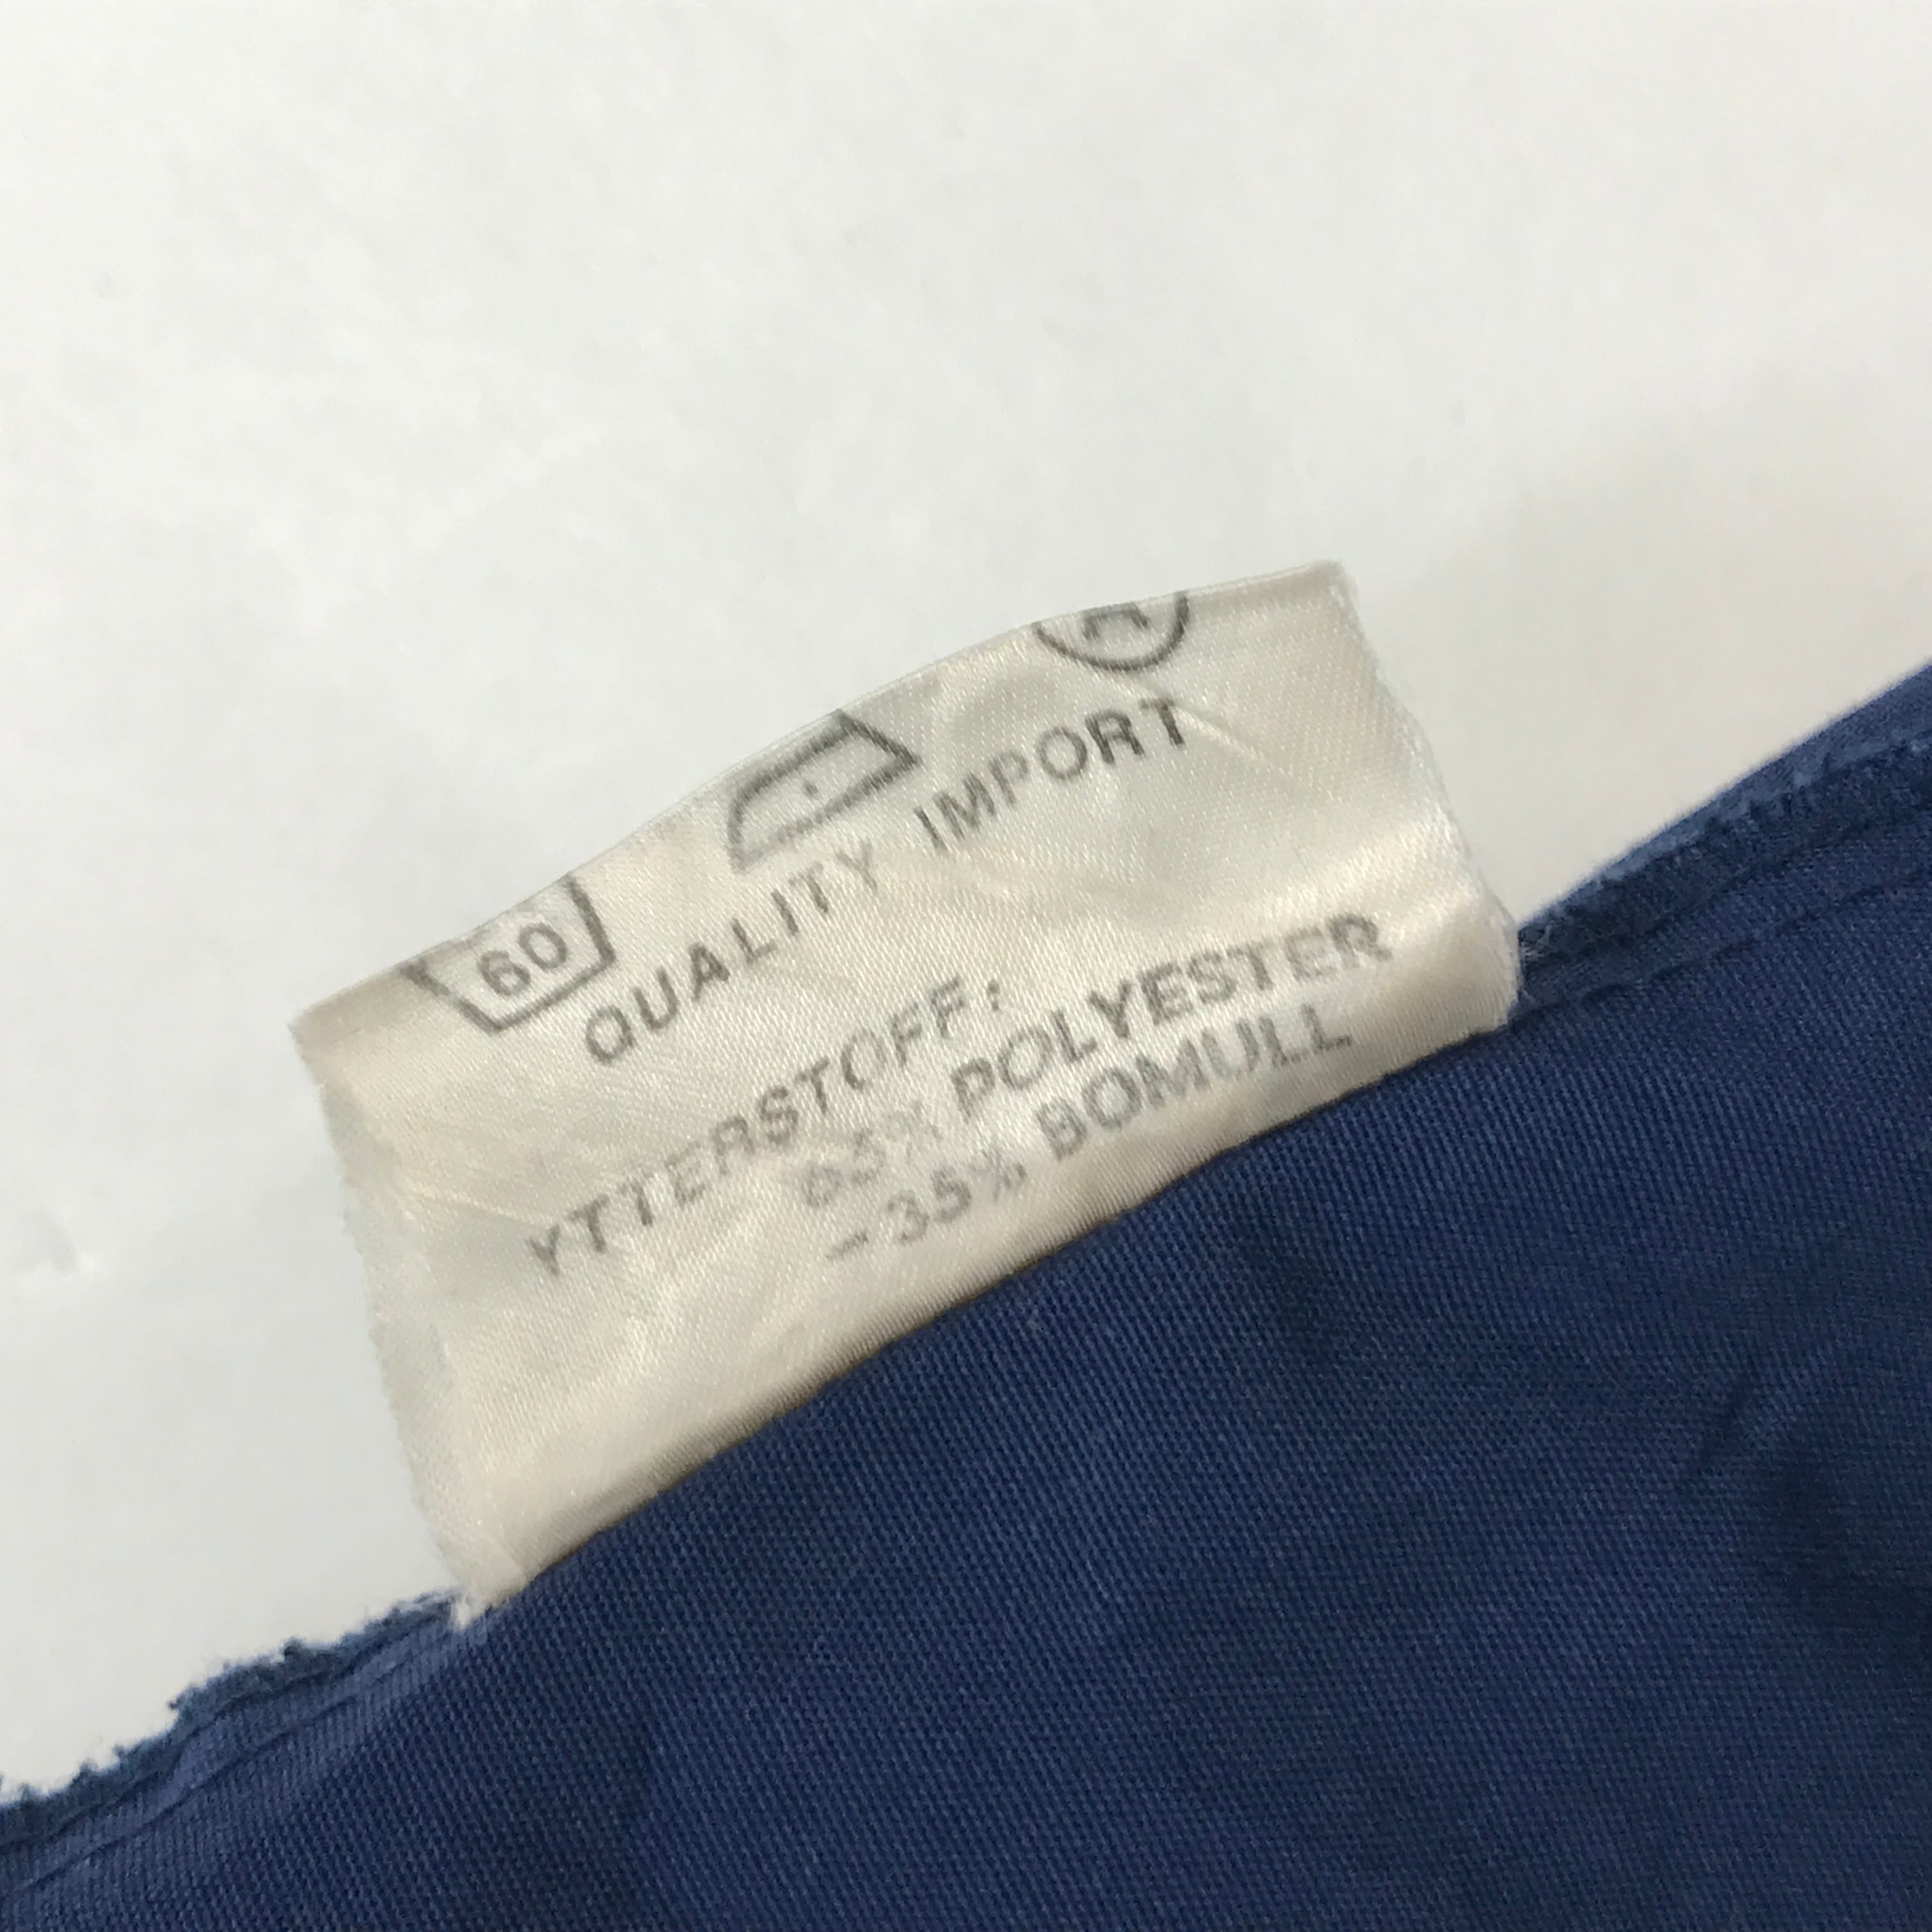 60
A
QUALITY IMPORT
YTTERSTOFF:
65% POLYESTER
-35% BOMULL